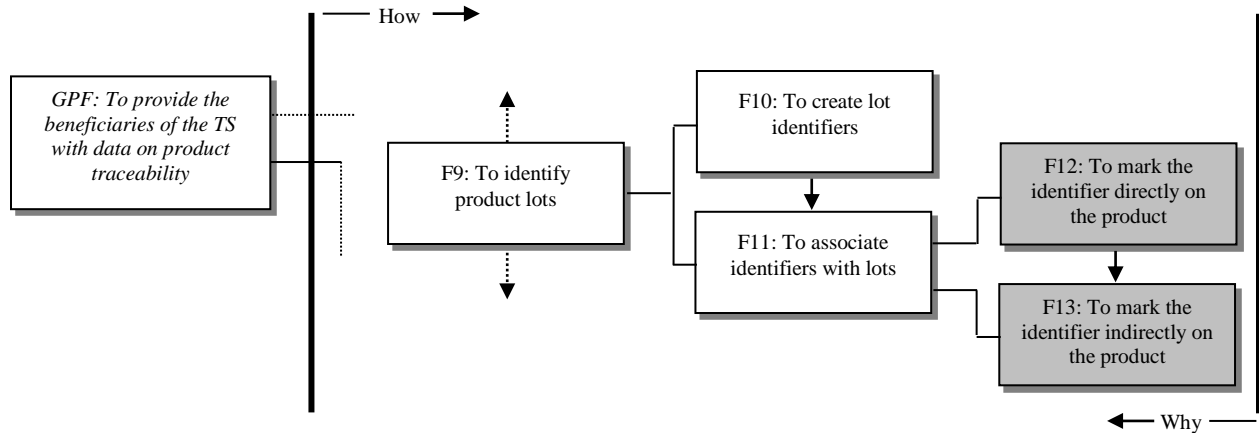 How
GPF: To provide the
beneficiaries of the TS
with data on product
traceability
F9: To identify
product lots
F10: To create lot
identifiers
F11: To associate
identifiers with lots
F12: To mark the
identifier directly on
the product
F13: To mark the
identifier indirectly on
the product
Why